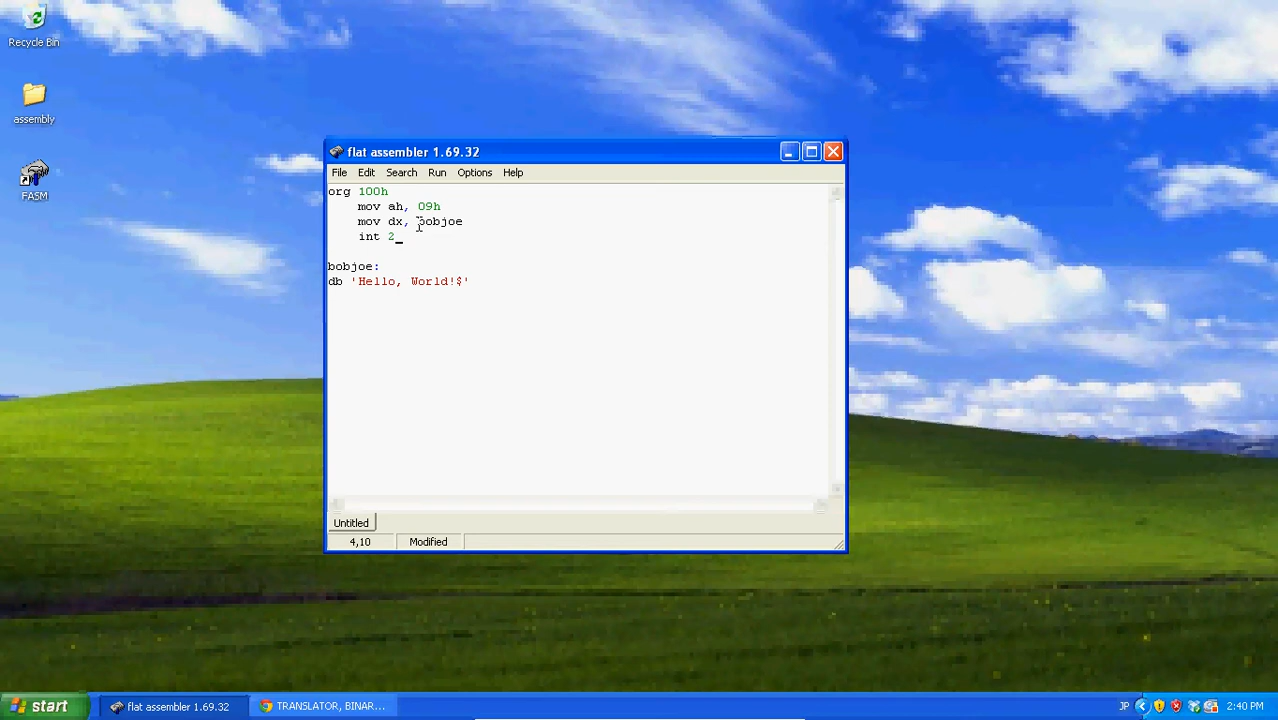 Recycle Bin
assembly
FASM
flat assembler 1.69.32
File Edit Search Run Options Help
org 100h
mov ah, 09h
mov dx, bobjoe
int 2_
bobjoe:
db 'Hello, World!$'
Untitled
4,10 Modified
start
flat assembler 1.69.32
TRANSLATOR, BINAR...
JP
2:40 PM